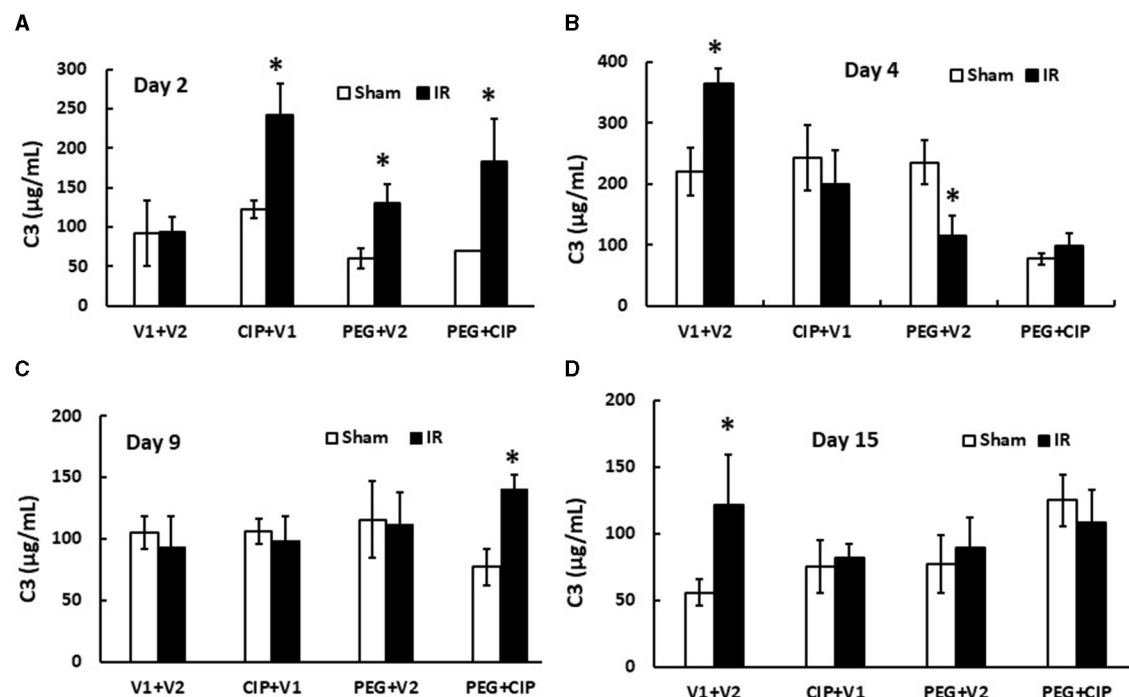 A
Day 2
Sham IR
C3 (µg/mL)
300
250
200
150
100
50
0
* * *
V1+V2 CIP+V1 PEG+V2 PEG+CIP
B
Day 4
Sham IR
C3 (µg/mL)
400
300
200
100
0
* *
V1+V2 CIP+V1 PEG+V2 PEG+CIP
C
Day 9
Sham IR
C3 (µg/mL)
200
150
100
50
0
*
V1+V2 CIP+V1 PEG+V2 PEG+CIP
D
Day 15
Sham IR
C3 (µg/mL)
200
150
100
50
0
*
V1+V2 CIP+V1 PEG+V2 PEG+CIP